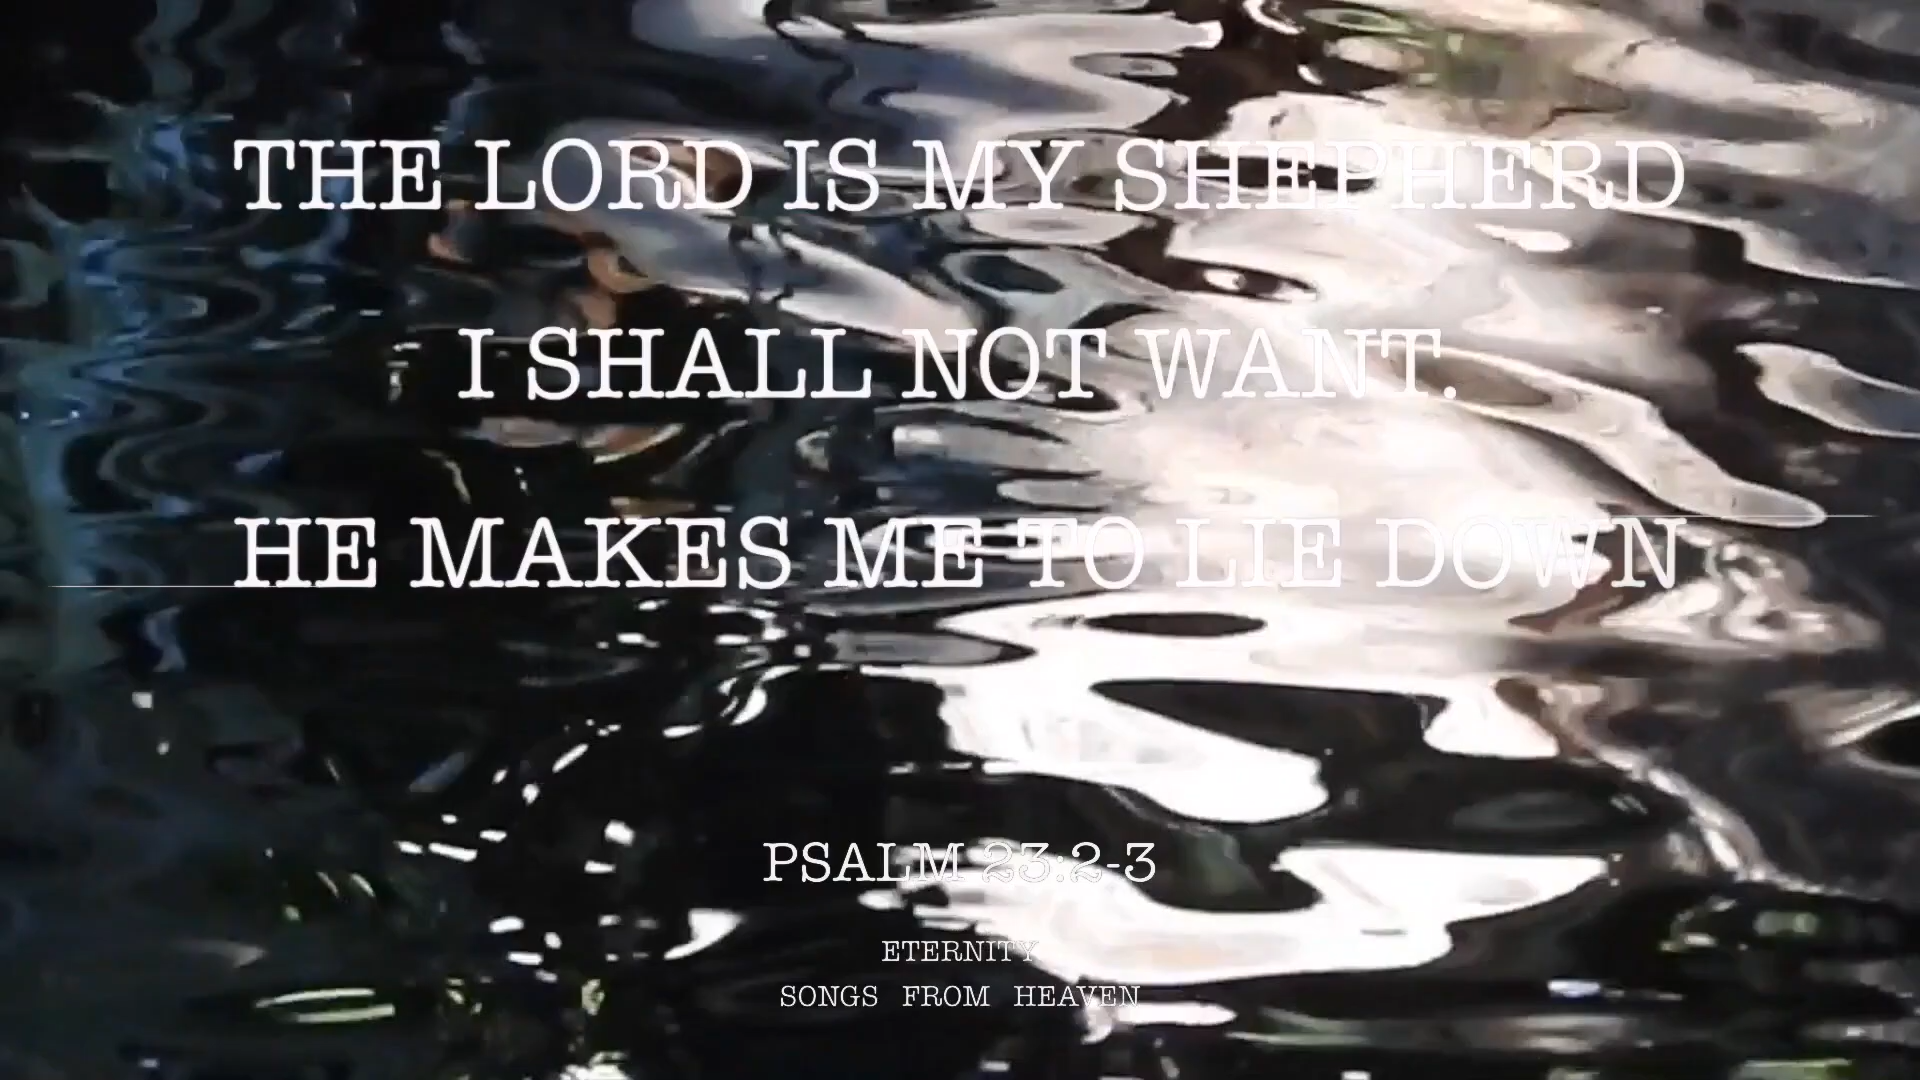 THE LORD IS MY SHEPHERD
I SHALL NOT WANT.
HE MAKES ME TO LIE DOWN
PSALM 23:2-3
ETERNITY
SONGS FROM HEAVEN